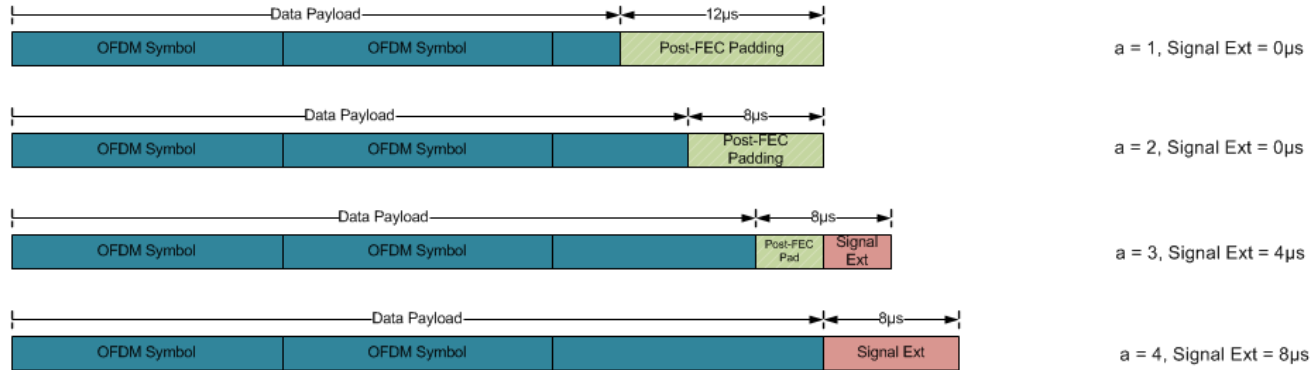 Data Payload 12µs
OFDM Symbol OFDM Symbol Post-FEC Padding a = 1, Signal Ext = 0µs
Data Payload 8µs
OFDM Symbol OFDM Symbol Post-FEC
Padding a = 2, Signal Ext = 0µs
Data Payload 8µs
OFDM Symbol OFDM Symbol Post-FEC
Pad Signal
Ext a = 3, Signal Ext = 4µs
Data Payload 8µs
OFDM Symbol OFDM Symbol Signal Ext a = 4, Signal Ext = 8µs